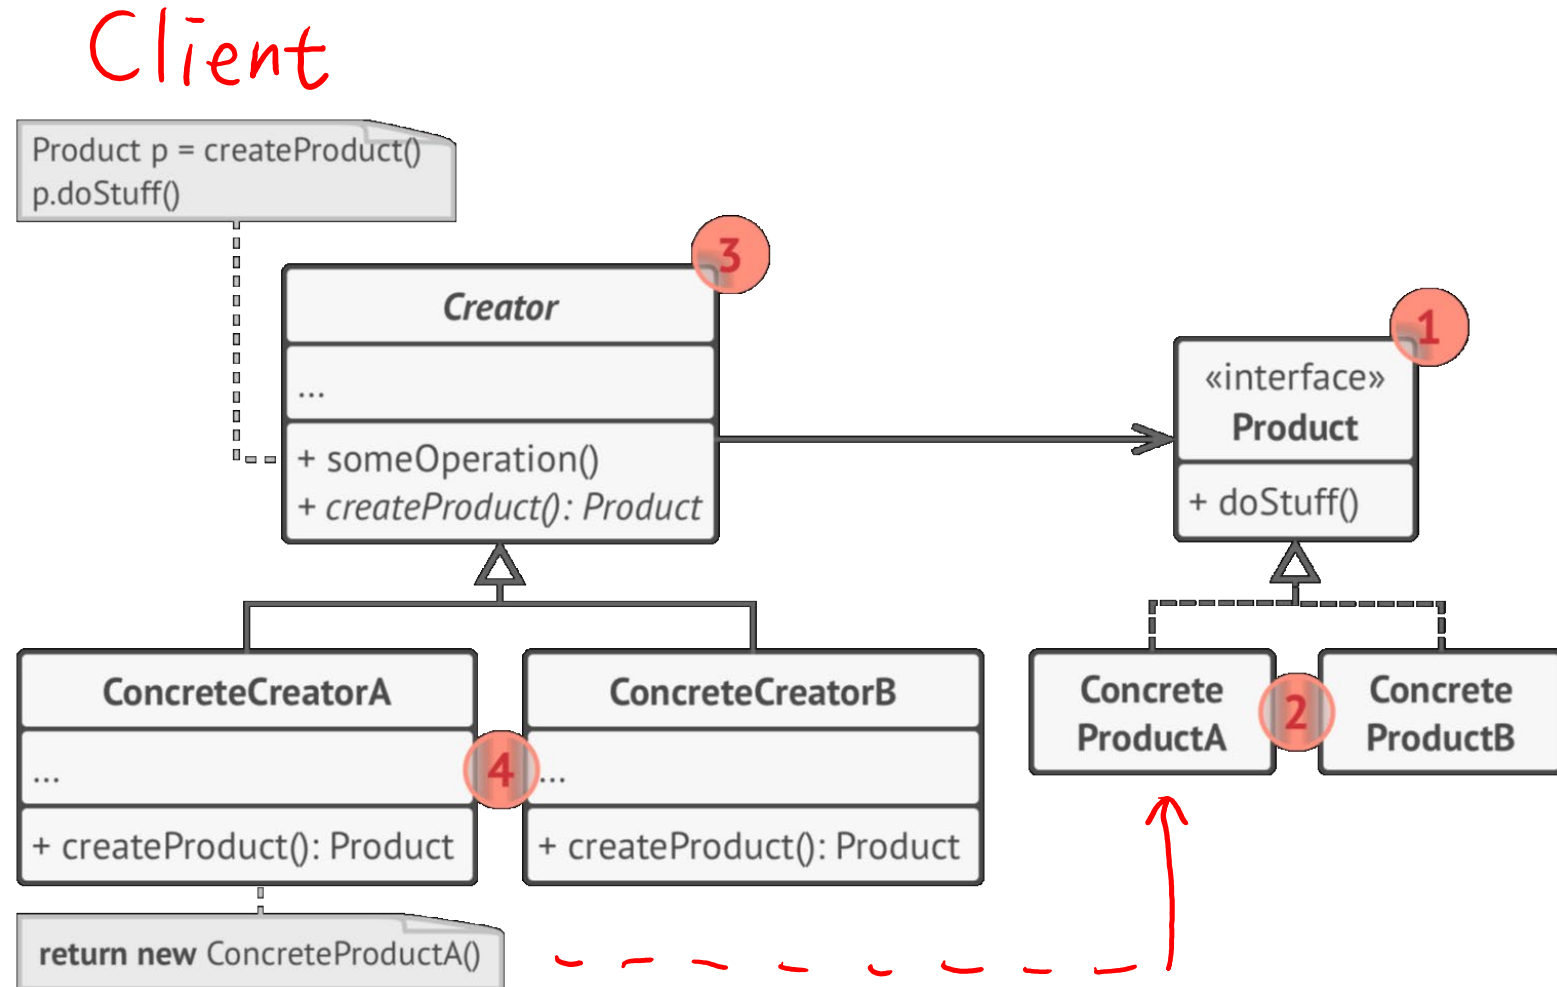 Client
Product p = createProduct()
p.doStuff()
3
Creator
...
+ someOperation()
+ createProduct(): Product
1
«interface»
Product
+ doStuff()
ConcreteCreatorA
...
+ createProduct(): Product
4
ConcreteCreatorB
...
+ createProduct(): Product
Concrete
ProductA
2
Concrete
ProductB
return new ConcreteProductA()